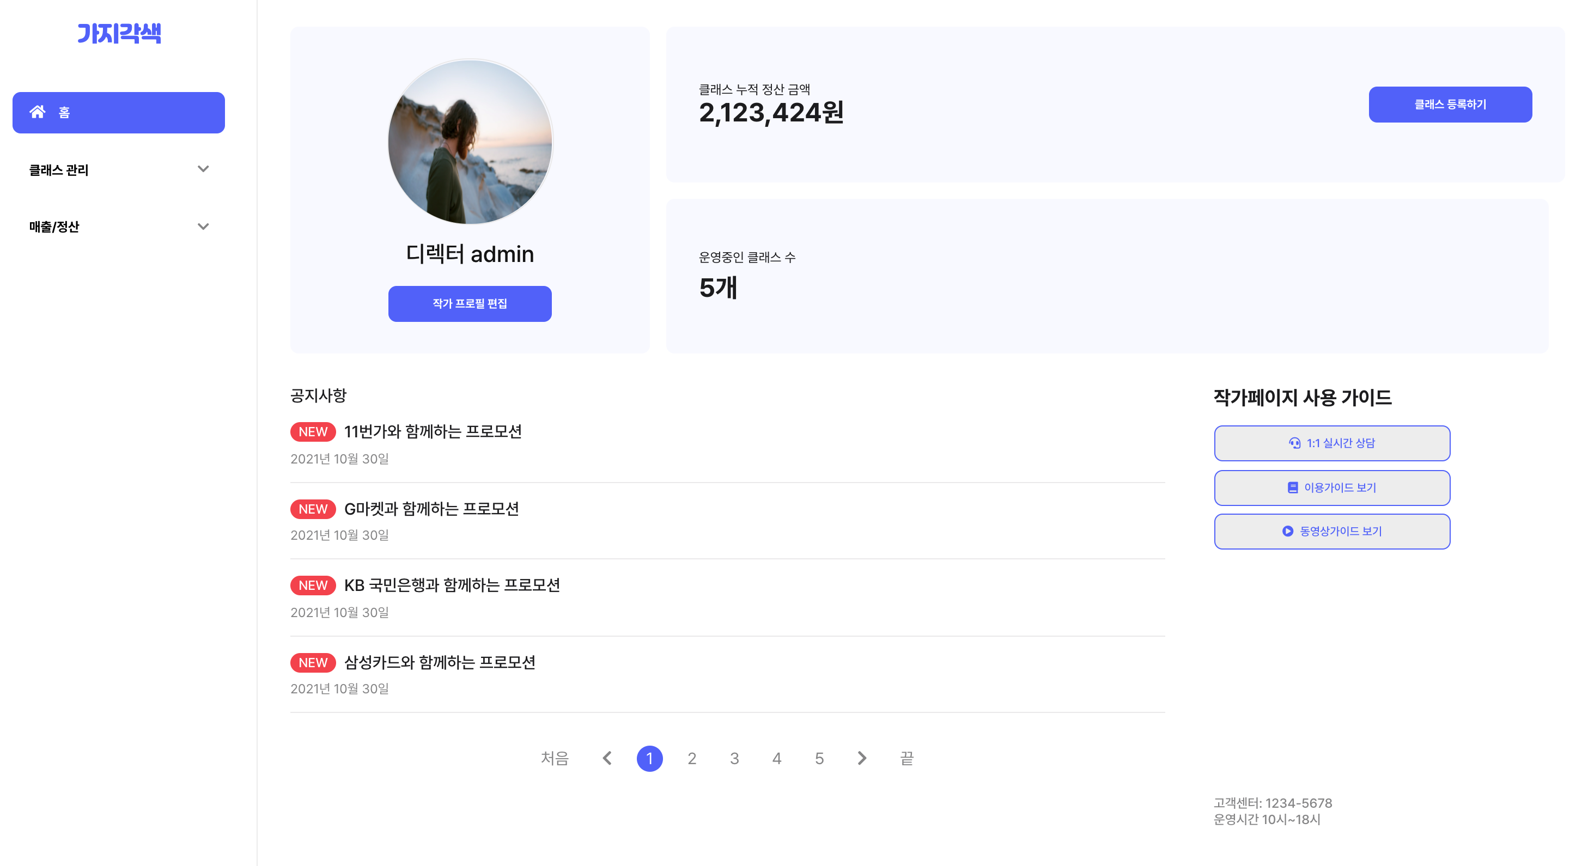 가지각색
홈
클래스 관리
매출/정산
디렉터 admin
작가 프로필 편집
클래스 누적 정산 금액
2,123,424원
클래스 등록하기
운영중인 클래스 수
5개
공지사항
NEW 11번가와 함께하는 프로모션
2021년 10월 30일
NEW G마켓과 함께하는 프로모션
2021년 10월 30일
NEW KB 국민은행과 함께하는 프로모션
2021년 10월 30일
NEW 삼성카드와 함께하는 프로모션
2021년 10월 30일
처음 1 2 3 4 5 끝
작가페이지 사용 가이드
1:1 실시간 상담
이용가이드 보기
동영상가이드 보기
고객센터: 1234-5678
운영시간 10시~18시